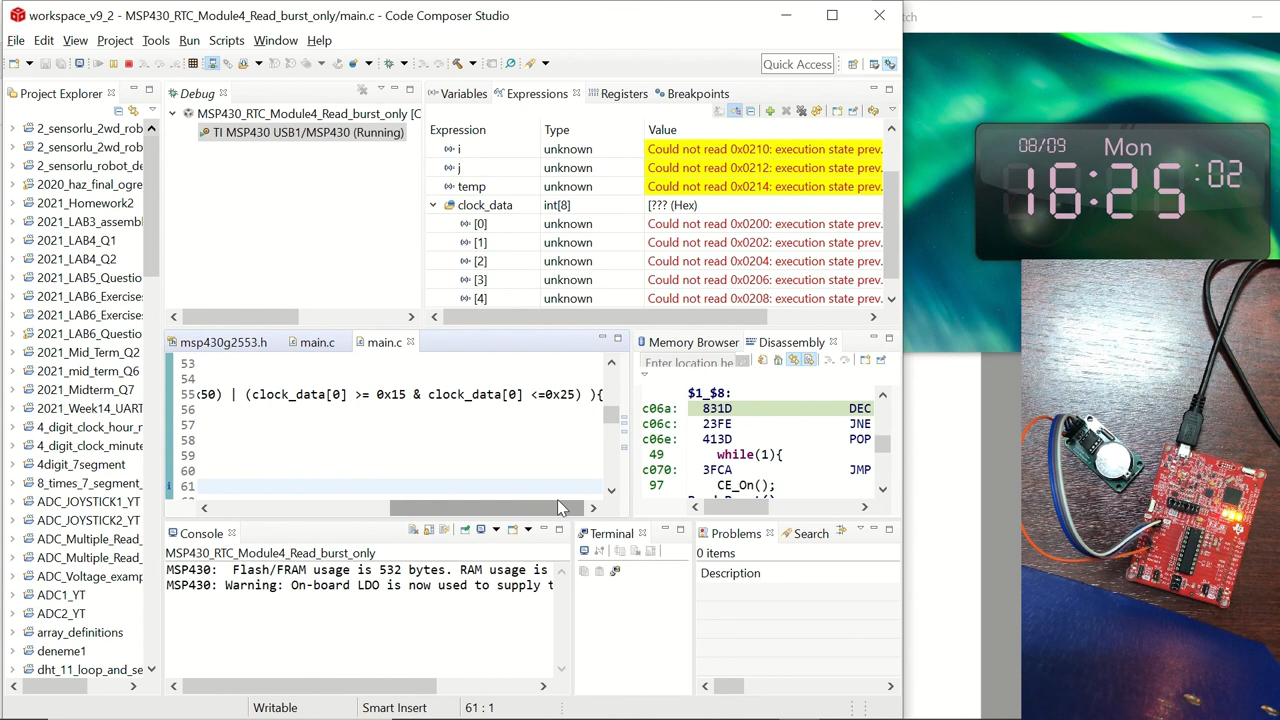 workspace_v9_2 - MSP430_RTC_Module4_Read_burst_only/main.c - Code Composer Studio
tch
File Edit View Project Tools Run Scripts Window Help
Quick Access
Project Explorer
2_sensorlu_2wd_rob
2_sensorlu_2wd_rob
2_sensorlu_robot_de
2020_haz_final_ogre
2021_Homework2
2021_LAB3_assembl
2021_LAB4_Q1
2021_LAB4_Q2
2021_LAB5_Questio
2021_LAB6_Exercise
2021_LAB6_Exercise
2021_LAB6_Questio
2021_Mid_Term_Q2
2021_mid_term_Q6
2021_Midterm_Q7
2021_Week14_UART
4_digit_clock_hour_r
4_digit_clock_minute
4digit_7segment
8_times_7_segment_
ADC_JOYSTICK1_YT
ADC_JOYSTICK2_YT
ADC_Multiple_Read_
ADC_Multiple_Read_
ADC_Voltage_examp
ADC1_YT
ADC2_YT
array_definitions
deneme1
dht_11_loop_and_se
Debug
MSP430_RTC_Module4_Read_burst_only [C
TI MSP430 USB1/MSP430 (Running)
Variables Expressions Registers Breakpoints
Expression Type Value
i unknown Could not read 0x0210: execution state prev.
j unknown Could not read 0x0212: execution state prev.
temp unknown Could not read 0x0214: execution state prev.
clock_data int[8] [??? (Hex)
[0] unknown Could not read 0x0200: execution state prev.
[1] unknown Could not read 0x0202: execution state prev.
[2] unknown Could not read 0x0204: execution state prev.
[3] unknown Could not read 0x0206: execution state prev.
[4] unknown Could not read 0x0208: execution state prev.
msp430g2553.h main.c main.c
53
54
55 50) | (clock_data[0] >= 0x15 & clock_data[0] <=0x25) ){
56
57
58
59
60
61
Memory Browser Disassembly
Enter location he
$1_$8:
c06a: 831D DEC
c06c: 23FE JNE
c06e: 413D POP
49 while(1){
c070: 3FCA JMP
97 CE_On();
Console
MSP430_RTC_Module4_Read_burst_only
MSP430: Flash/FRAM usage is 532 bytes. RAM usage is
MSP430: Warning: On-board LDO is now used to supply t
Terminal
Problems Search
0 items
Description
Writable Smart Insert 61 : 1
08/09 Mon
16:25 :02